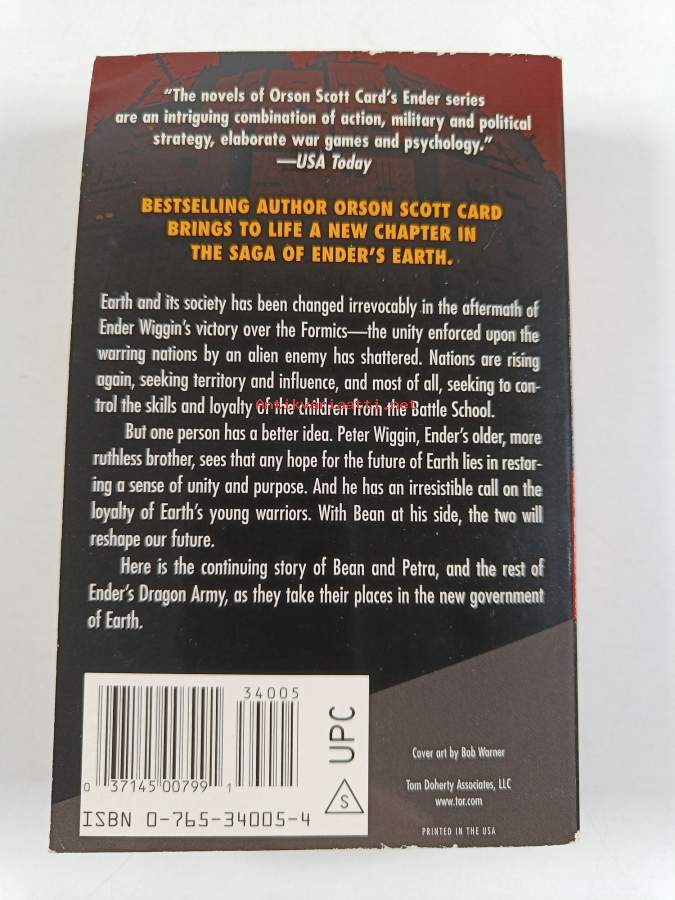 “The novels of Orson Scott Card’s Ender series
are an intriguing combination of action, military and political
strategy, elaborate war games and psychology.”
—USA Today
BESTSELLING AUTHOR ORSON SCOTT CARD
BRINGS TO LIFE A NEW CHAPTER IN
THE SAGA OF ENDER’S EARTH.
Earth and its society has been changed irrevocably in the aftermath of
Ender Wiggin’s victory over the Formics—the unity enforced upon the
warring nations by an alien enemy has shattered. Nations are rising
again, seeking territory and influence, and most of all, seeking to con-
trol the skills and loyalty of the children from the Battle School.
Antikvariaatti.net
But one person has a better idea. Peter Wiggin, Ender’s older, more
ruthless brother, sees that any hope for the future of Earth lies in restor-
ing a sense of unity and purpose. And he has an irresistible call on the
loyalty of Earth’s young warriors. With Bean at his side, the two will
reshape our future.
Here is the continuing story of Bean and Petra, and the rest of
Ender’s Dragon Army, as they take their places in the new government
of Earth.
34005
0 37145 00799 1
ISBN 0-765-34005-4
UPC
S
Cover art by Bob Warner
Tom Doherty Associates, LLC
www.tor.com
PRINTED IN THE USA